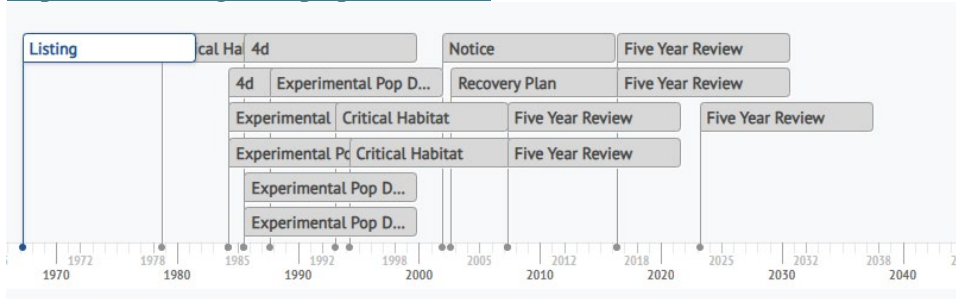 Listing cal Ha 4d Notice Five Year Review
4d Experimental Pop D... Recovery Plan Five Year Review
Experimental Critical Habitat Five Year Review Five Year Review
Experimental Po Critical Habitat Five Year Review
Experimental Pop D...
Experimental Pop D...
1972 1978 1985 1992 1998 2005 2012 2018 2025 2032 2038
1970 1980 1990 2000 2010 2020 2030 2040